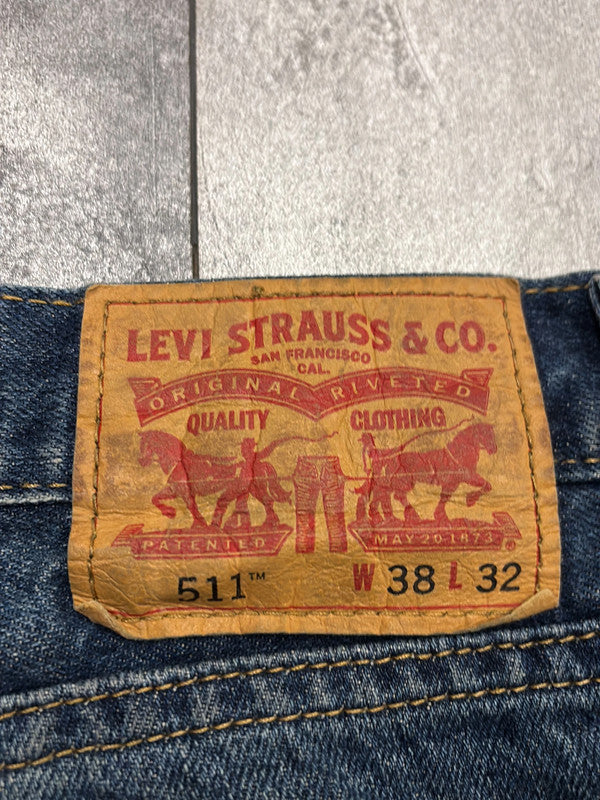 LEVI STRAUSS & CO.
SAN FRANCISCO
CAL.
ORIGINAL RIVETED
QUALITY CLOTHING
PATENTED MAY 20 1873 ®
511™ W 38 L 32